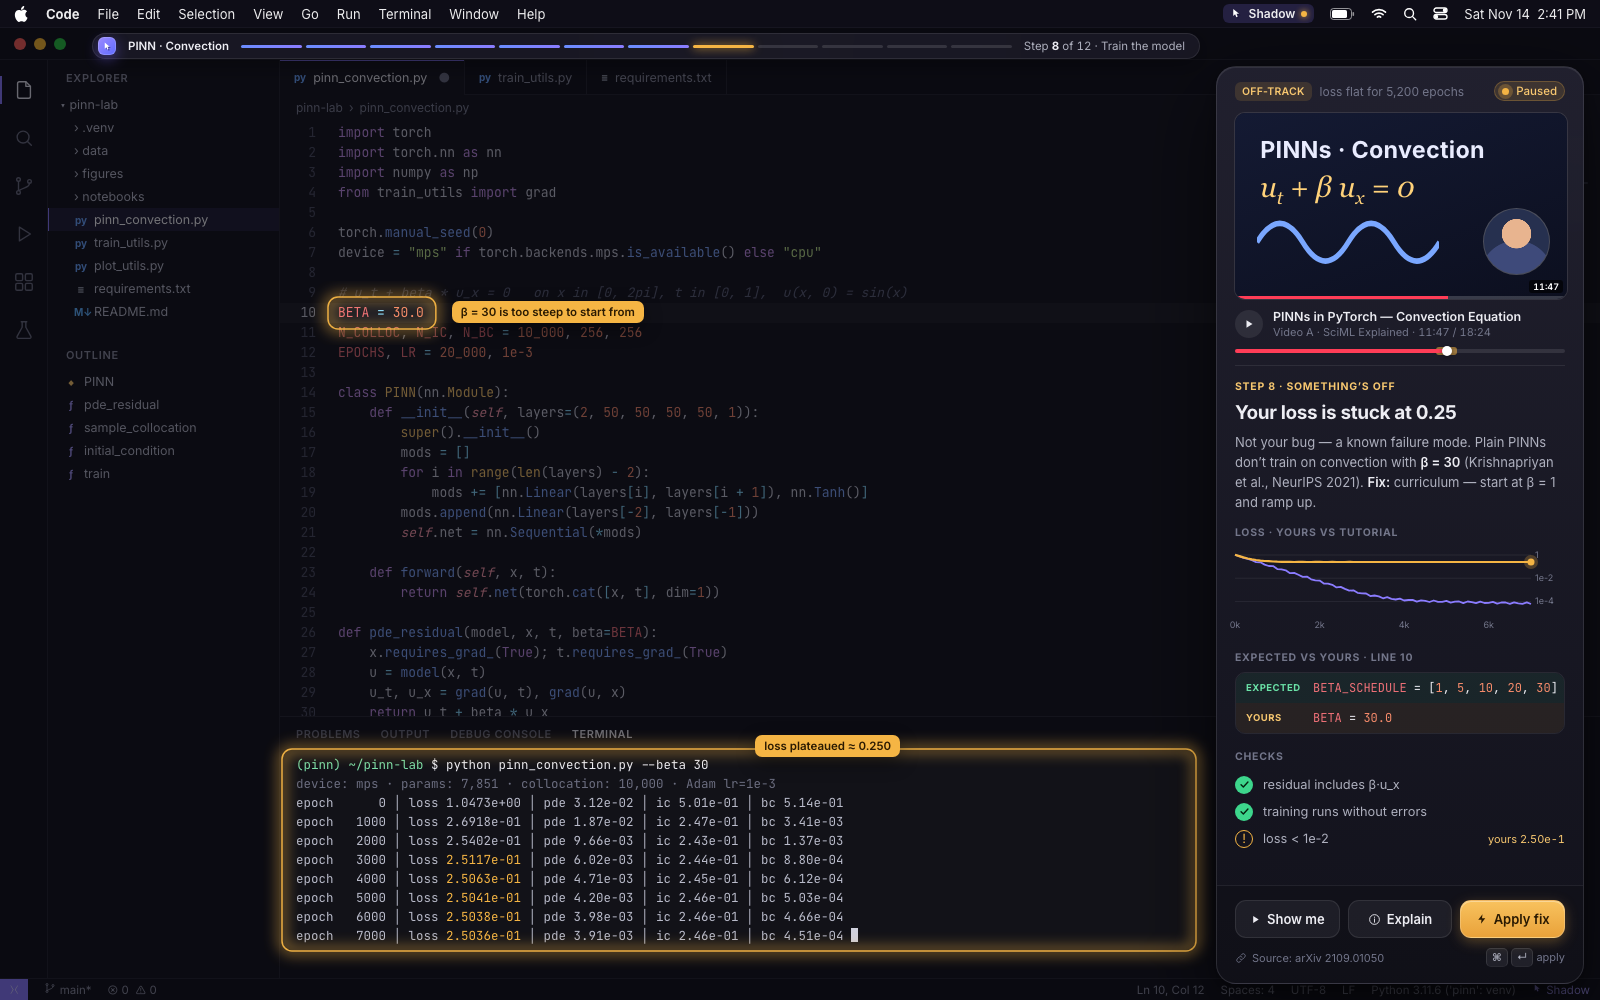 Code File Edit Selection View Go Run Terminal Window Help
Shadow
Sat Nov 14 2:41 PM
PINN · Convection
Step 8 of 12 · Train the model
EXPLORER
pinn-lab
.venv
data
figures
notebooks
py pinn_convection.py
py train_utils.py
py plot_utils.py
requirements.txt
M↓ README.md
OUTLINE
PINN
ƒ pde_residual
ƒ sample_collocation
ƒ initial_condition
ƒ train
py pinn_convection.py
py train_utils.py
requirements.txt
pinn-lab › pinn_convection.py
1 import torch
2 import torch.nn as nn
3 import numpy as np
4 from train_utils import grad
5
6 torch.manual_seed(0)
7 device = "mps" if torch.backends.mps.is_available() else "cpu"
8
9 # u_t + beta * u_x = 0   on x in [0, 2pi], t in [0, 1],  u(x, 0) = sin(x)
10 BETA = 30.0
β = 30 is too steep to start from
11 N_COLLOC, N_IC, N_BC = 10_000, 256, 256
12 EPOCHS, LR = 20_000, 1e-3
13
14 class PINN(nn.Module):
15     def __init__(self, layers=(2, 50, 50, 50, 50, 1)):
16         super().__init__()
17         mods = []
18         for i in range(len(layers) - 2):
19             mods += [nn.Linear(layers[i], layers[i + 1]), nn.Tanh()]
20         mods.append(nn.Linear(layers[-2], layers[-1]))
21         self.net = nn.Sequential(*mods)
22
23     def forward(self, x, t):
24         return self.net(torch.cat([x, t], dim=1))
25
26 def pde_residual(model, x, t, beta=BETA):
27     x.requires_grad_(True); t.requires_grad_(True)
28     u = model(x, t)
29     u_t, u_x = grad(u, t), grad(u, x)
30     return u_t + beta * u_x
PROBLEMS OUTPUT DEBUG CONSOLE TERMINAL
loss plateaued ≈ 0.250
(pinn) ~/pinn-lab $ python pinn_convection.py --beta 30
device: mps · params: 7,851 · collocation: 10,000 · Adam lr=1e-3
epoch      0 │ loss 1.0473e+00 │ pde 3.12e-02 │ ic 5.01e-01 │ bc 5.14e-01
epoch   1000 │ loss 2.6918e-01 │ pde 1.87e-02 │ ic 2.47e-01 │ bc 3.41e-03
epoch   2000 │ loss 2.5402e-01 │ pde 9.66e-03 │ ic 2.43e-01 │ bc 1.37e-03
epoch   3000 │ loss 2.5117e-01 │ pde 6.02e-03 │ ic 2.44e-01 │ bc 8.80e-04
epoch   4000 │ loss 2.5063e-01 │ pde 4.71e-03 │ ic 2.45e-01 │ bc 6.12e-04
epoch   5000 │ loss 2.5041e-01 │ pde 4.20e-03 │ ic 2.46e-01 │ bc 5.03e-04
epoch   6000 │ loss 2.5038e-01 │ pde 3.98e-03 │ ic 2.46e-01 │ bc 4.66e-04
epoch   7000 │ loss 2.5036e-01 │ pde 3.91e-03 │ ic 2.46e-01 │ bc 4.51e-04
OFF-TRACK loss flat for 5,200 epochs Paused
PINNs · Convection
u_t + β u_x = 0
11:47
PINNs in PyTorch — Convection Equation
Video A · SciML Explained · 11:47 / 18:24
STEP 8 · SOMETHING'S OFF
Your loss is stuck at 0.25
Not your bug — a known failure mode. Plain PINNs
don't train on convection with β = 30 (Krishnapriyan
et al., NeurIPS 2021). Fix: curriculum — start at β = 1
and ramp up.
LOSS · YOURS VS TUTORIAL
1
1e-2
1e-4
0k 2k 4k 6k
EXPECTED VS YOURS · LINE 10
EXPECTED BETA_SCHEDULE = [1, 5, 10, 20, 30]
YOURS BETA = 30.0
CHECKS
residual includes β·u_x
training runs without errors
loss < 1e-2 yours 2.50e-1
Show me Explain Apply fix
Source: arXiv 2109.01050 ⌘ ↵ apply
main* 0 0
Ln 10, Col 12 Spaces: 4 UTF-8 LF Python 3.11.6 ('pinn': venv) Shadow